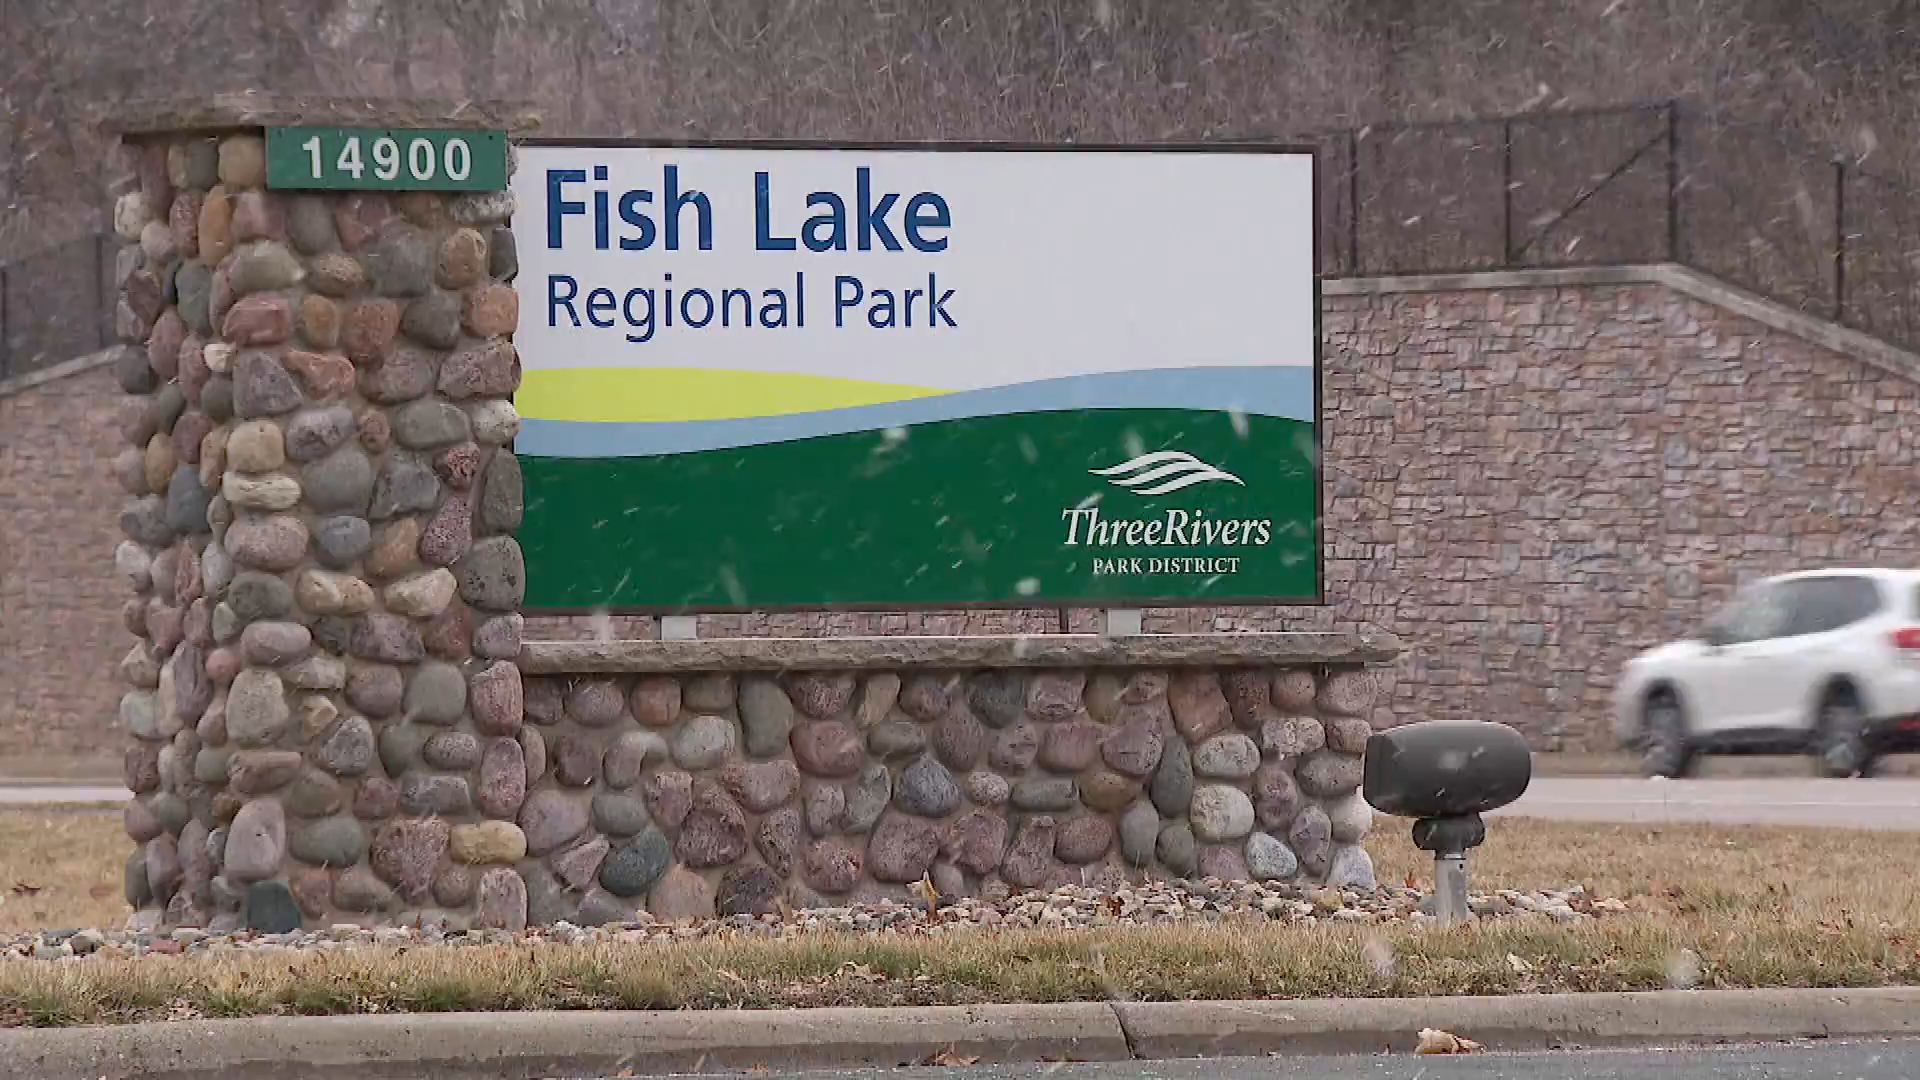 14900
Fish Lake
Regional Park
ThreeRivers
PARK DISTRICT